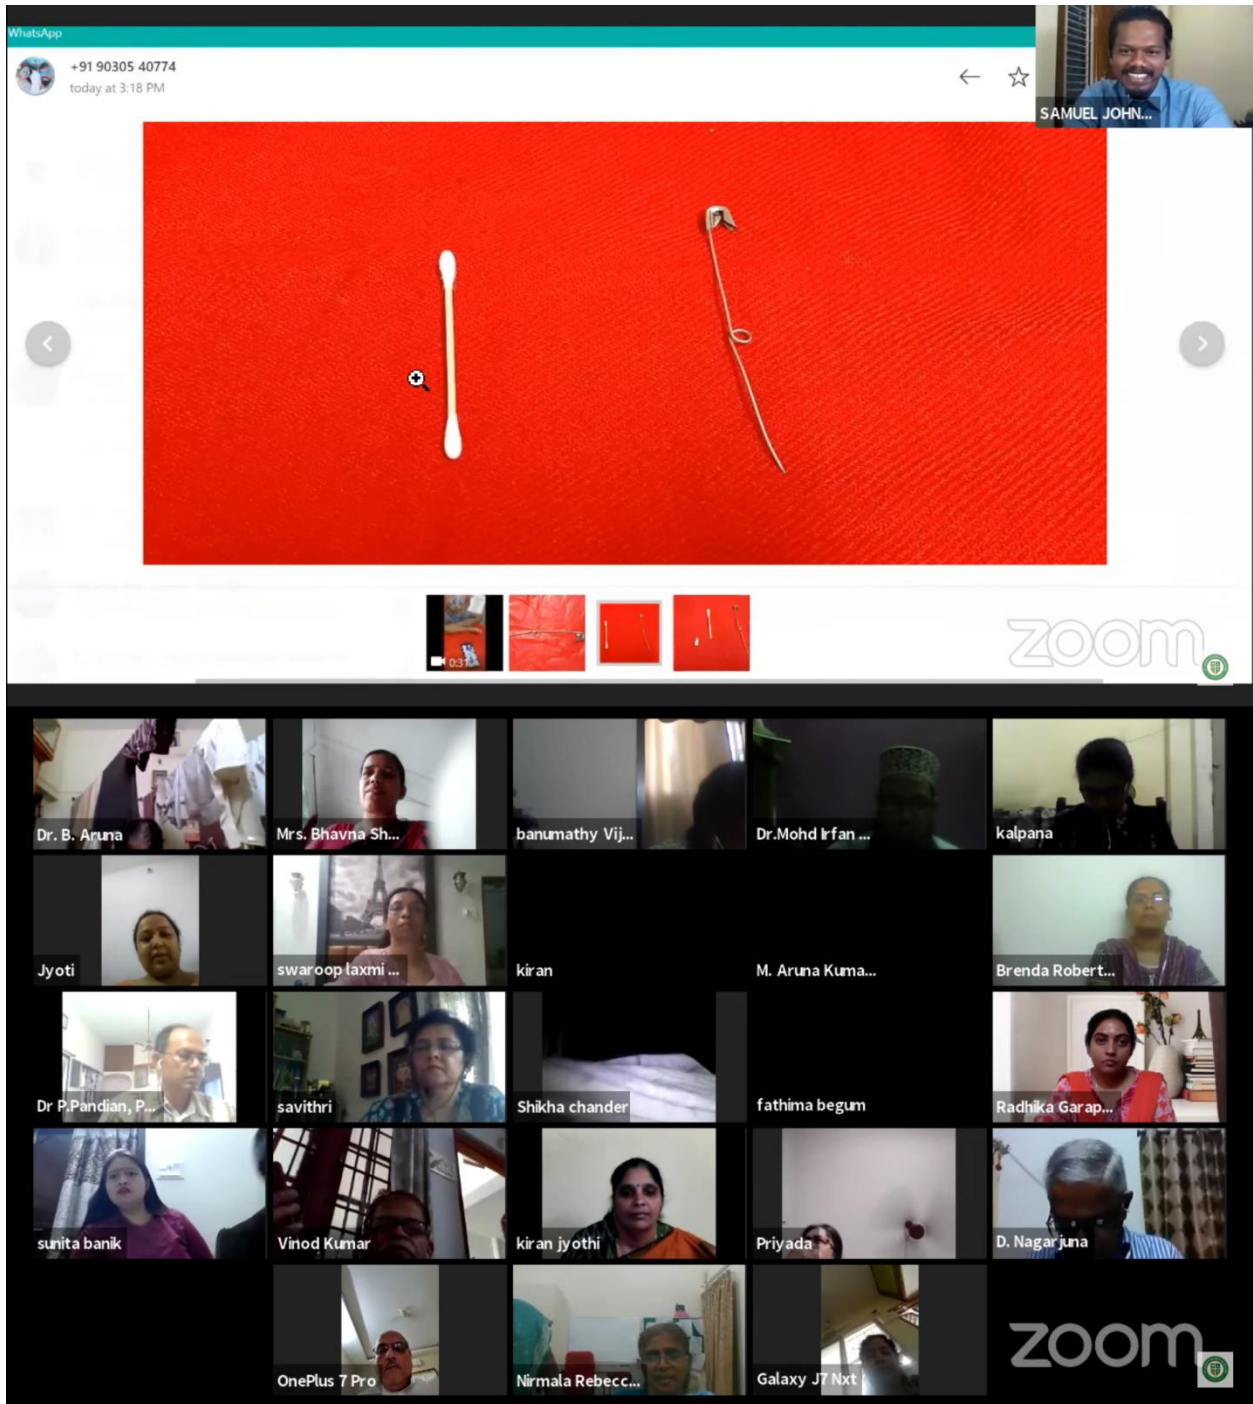 WhatsApp
+91 90305 40774
today at 3:18 PM
SAMUEL JOHN...
0:31
zoom
Dr. B. Aruna
Mrs. Bhavna Sh...
banumathy Vij...
Dr.Mohd Irfan ...
kalpana
Jyoti
swaroop laxmi ...
kiran
M. Aruna Kuma...
Brenda Robert...
Dr P.Pandian, P...
savithri
Shikha chander
fathima begum
Radhika Garap...
sunita banik
Vinod Kumar
kiran jyothi
Priyada
D. Nagarjuna
OnePlus 7 Pro
Nirmala Rebecc...
Galaxy J7 Nxt
zoom